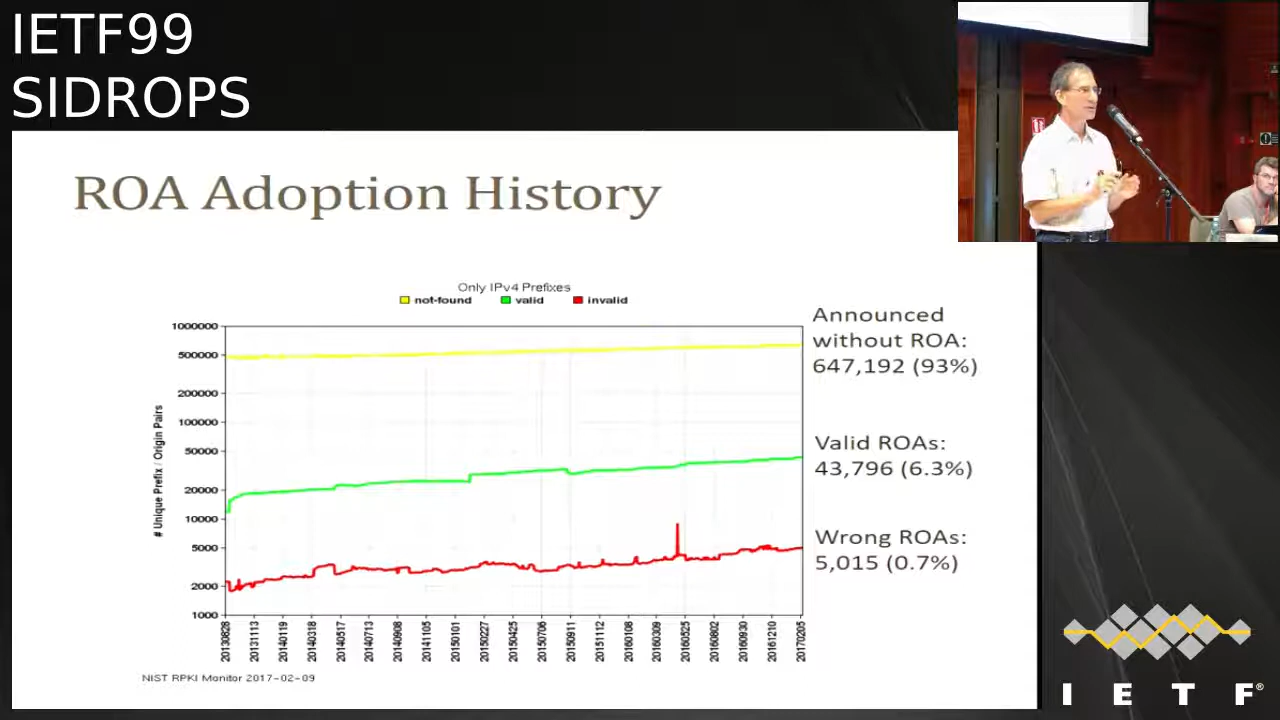 IETF99
SIDROPS
ROA Adoption History
Only IPv4 Prefixes
not-found valid invalid
1000000
500000
200000
100000
50000
20000
10000
5000
2000
1000
# Unique Prefix / Origin Pairs
20130828 20131113 20140119 20140318 20140517 20140713 20140908 20141105 20150101 20150227 20150425 20150706 20150911 20151112 20160108 20160305 20160525 20160802 20160930 20161210 20170205
NIST RPKI Monitor 2017-02-09
Announced
without ROA:
647,192 (93%)
Valid ROAs:
43,796 (6.3%)
Wrong ROAs:
5,015 (0.7%)
I E T F®